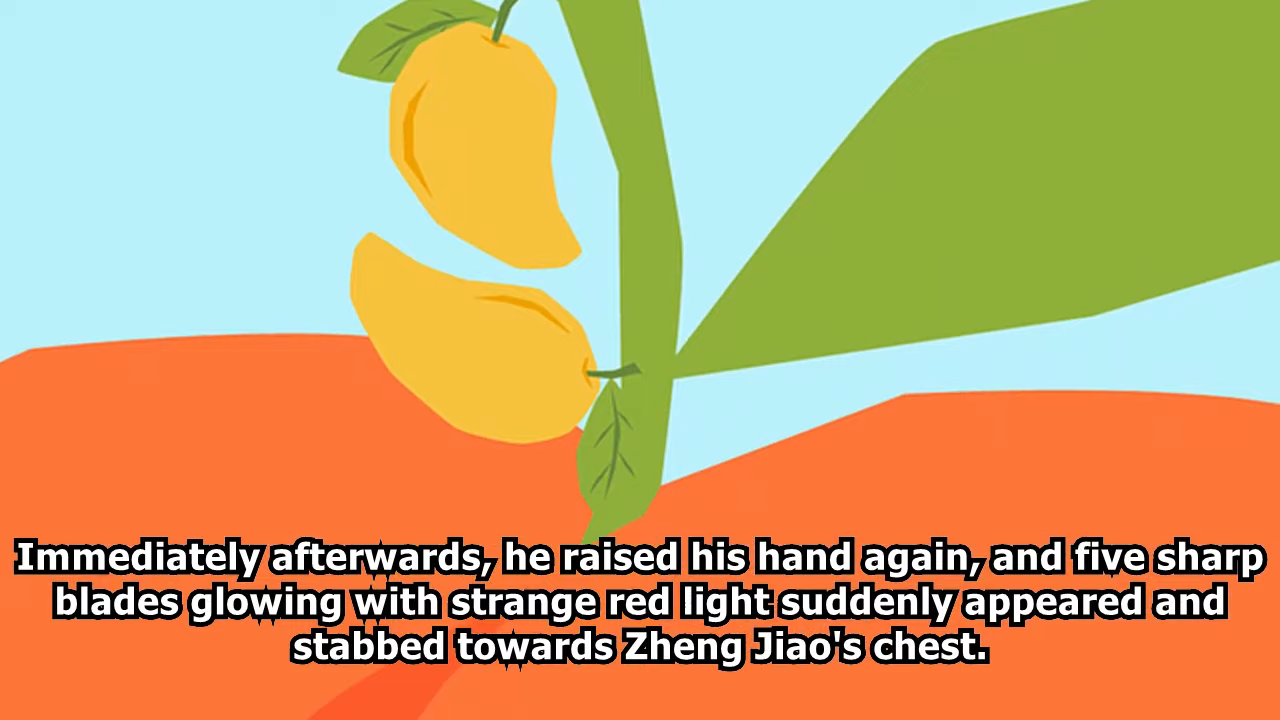 Immediately afterwards, he raised his hand again, and five sharp
blades glowing with strange red light suddenly appeared and
stabbed towards Zheng Jiao's chest.